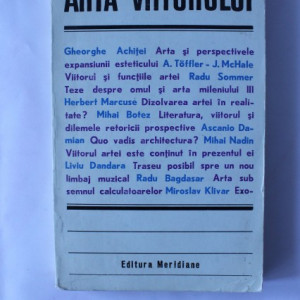 ARTA VIITORULUI
Gheorghe Achiței Arta și perspectivele
expansiunii esteticului A. Töffler - J. McHale
Viitorul și funcțiile artei Radu Sommer
Teze despre omul și arta mileniului III
Herbert Marcuse Dizolvarea artei în reali-
tate? Mihai Botez Literatura, viitorul și
dilemele retoricii prospective Ascanio Da-
mian Quo vadis architectura? Mihai Nadin
Viitorul artei este conținut în prezentul ei
Liviu Dandara Traseu posibil spre un nou
limbaj muzical Radu Bagdasar Arta sub
semnul calculatoarelor Miroslav Klivar Exo-
Editura Meridiane